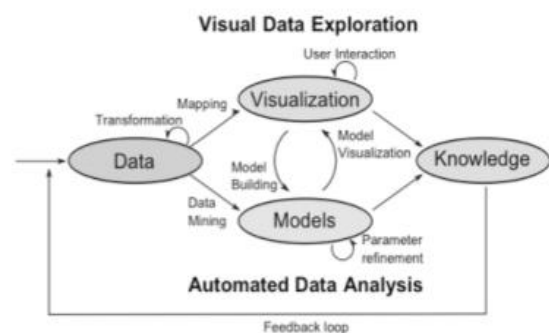 Visual Data Exploration
User Interaction
Mapping
Visualization
Transformation
Data
Model
Building
Model
Visualization
Knowledge
Data
Mining
Models
Parameter
refinement
Automated Data Analysis
Feedback loop